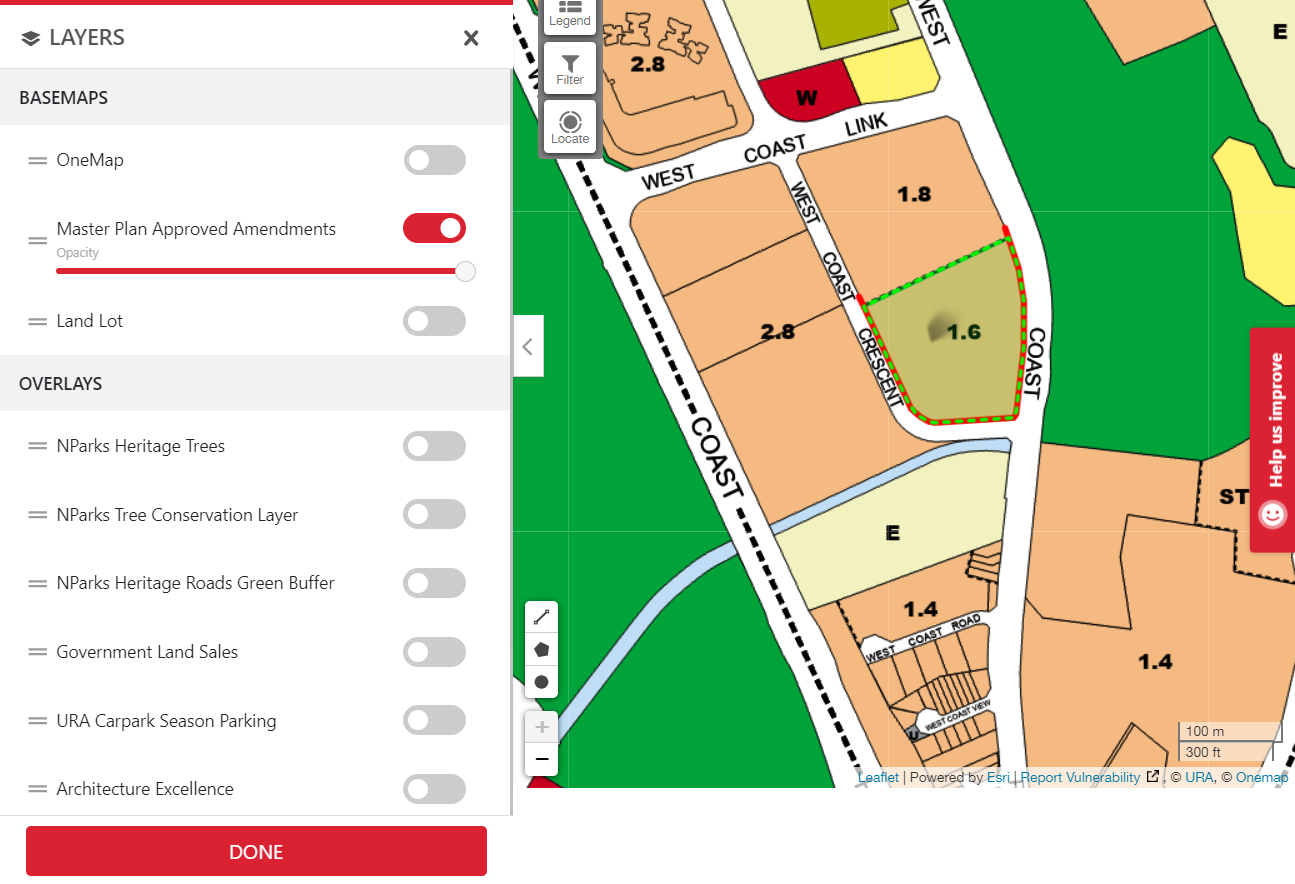 LAYERS
BASEMAPS
OneMap
Master Plan Approved Amendments
Opacity
Land Lot
OVERLAYS
NParks Heritage Trees
NParks Tree Conservation Layer
NParks Heritage Roads Green Buffer
Government Land Sales
URA Carpark Season Parking
Architecture Excellence
DONE
Legend
Filter
Locate
2.8
W
WEST
E
WEST COAST LINK
1.8
WEST
COAST
CRESCENT
1.6
2.8
COAST
COAST
E
ST
1.4
WEST COAST ROAD
WEST COAST VIEW
U
1.4
Help us improve
+
−
100 m
300 ft
Leaflet | Powered by Esri | Report Vulnerability , © URA, © Onemap